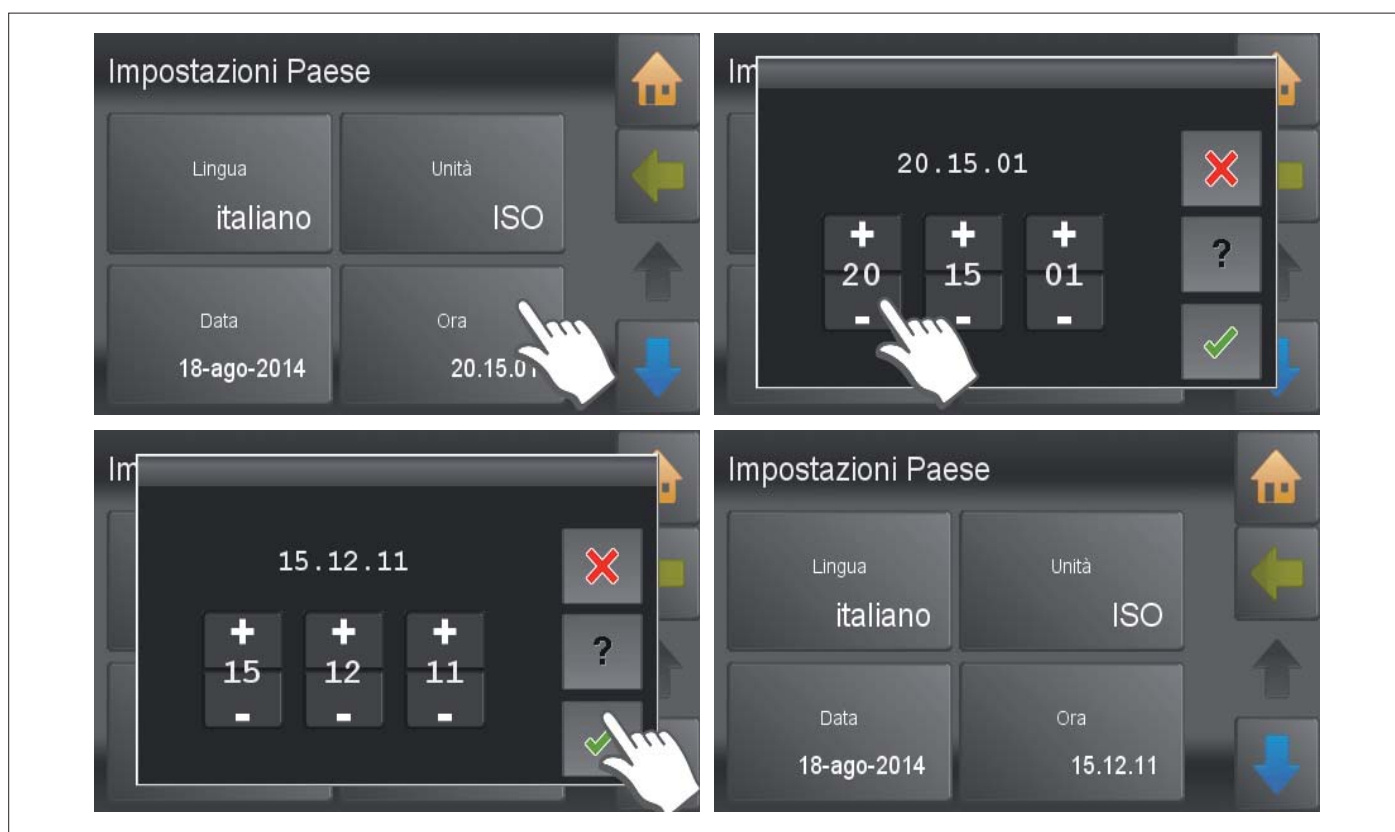 Impostazioni Paese
Lingua
Unità
italiano
ISO
Data
Ora
18-ago-2014
20.15.01
Im
20.15.01
+ + +
20 15 01
- - -
?
Im
15.12.11
+ + +
15 12 11
- - -
?
Impostazioni Paese
Lingua
Unità
italiano
ISO
Data
Ora
18-ago-2014
15.12.11